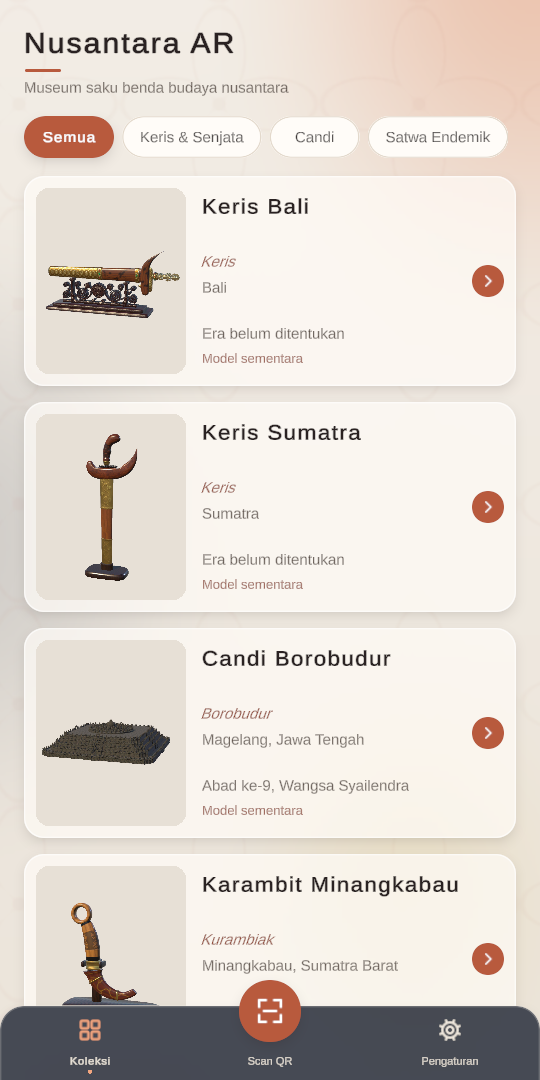 Nusantara AR
Museum saku benda budaya nusantara
Semua
Keris & Senjata
Candi
Satwa Endemik
Keris Bali
Keris
Bali
Era belum ditentukan
Model sementara
Keris Sumatra
Keris
Sumatra
Era belum ditentukan
Model sementara
Candi Borobudur
Borobudur
Magelang, Jawa Tengah
Abad ke-9, Wangsa Syailendra
Model sementara
Karambit Minangkabau
Kurambiak
Minangkabau, Sumatra Barat
Koleksi
Scan QR
Pengaturan